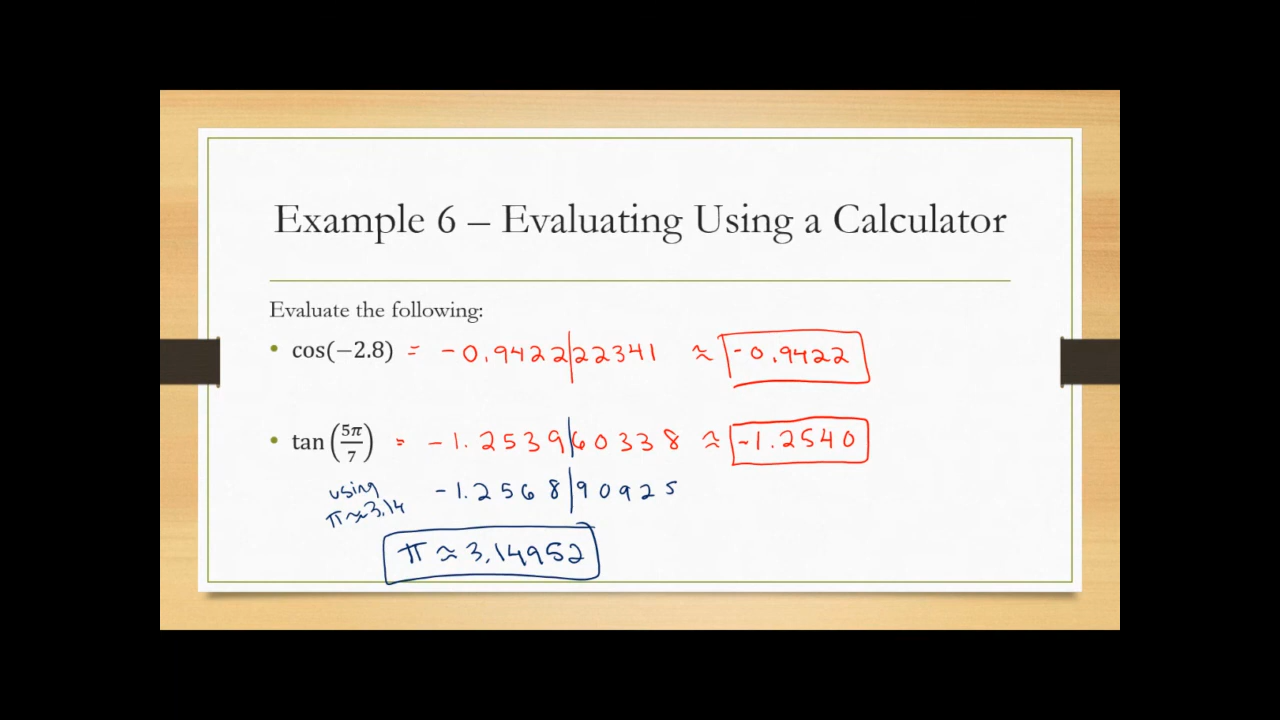 Example 6 – Evaluating Using a Calculator
Evaluate the following:
• cos(−2.8) = -0.9422|22341 ≈ -0.9422
• tan(5π/7) = -1.2539|60338 ≈ -1.2540
using -1.2568|90925
π≈3.14
π ≈ 3.14952